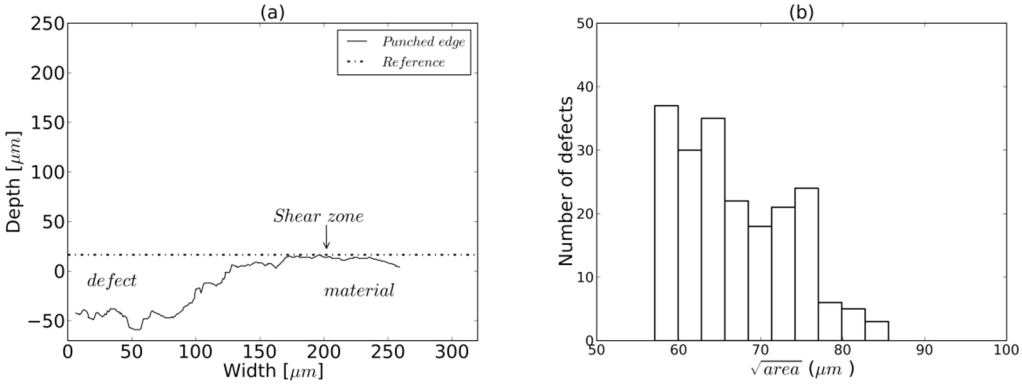 (a)
250
200
150
100
50
0
−50
Depth [μm]
Punched edge
Reference
Shear zone
defect
material
0 50 100 150 200 250 300
Width [μm]
(b)
50
40
30
20
10
0
Number of defects
50 60 70 80 90 100
√area (μm )